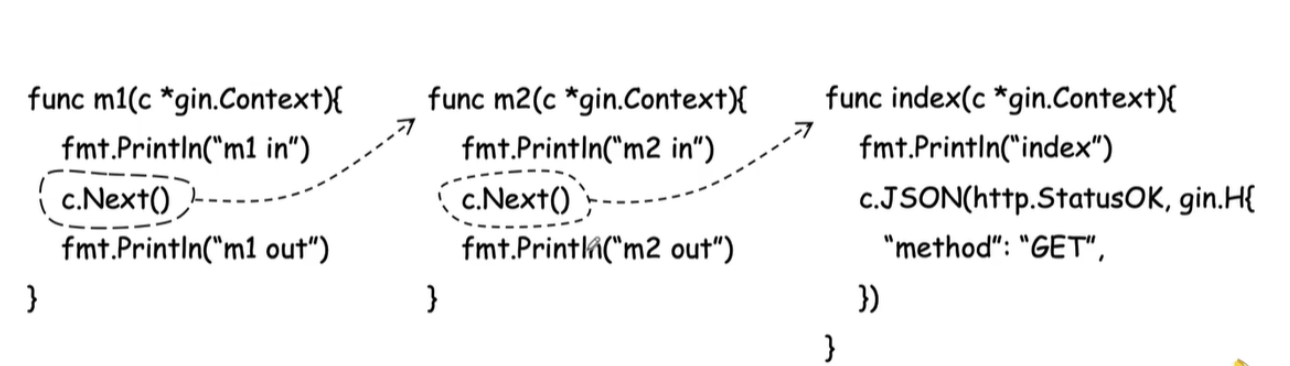 func m1(c *gin.Context){
fmt.Println("m1 in")
c.Next()
fmt.Println("m1 out")
}
func m2(c *gin.Context){
fmt.Println("m2 in")
c.Next()
fmt.Println("m2 out")
}
func index(c *gin.Context){
fmt.Println("index")
c.JSON(http.StatusOK, gin.H{
"method": "GET",
})
}